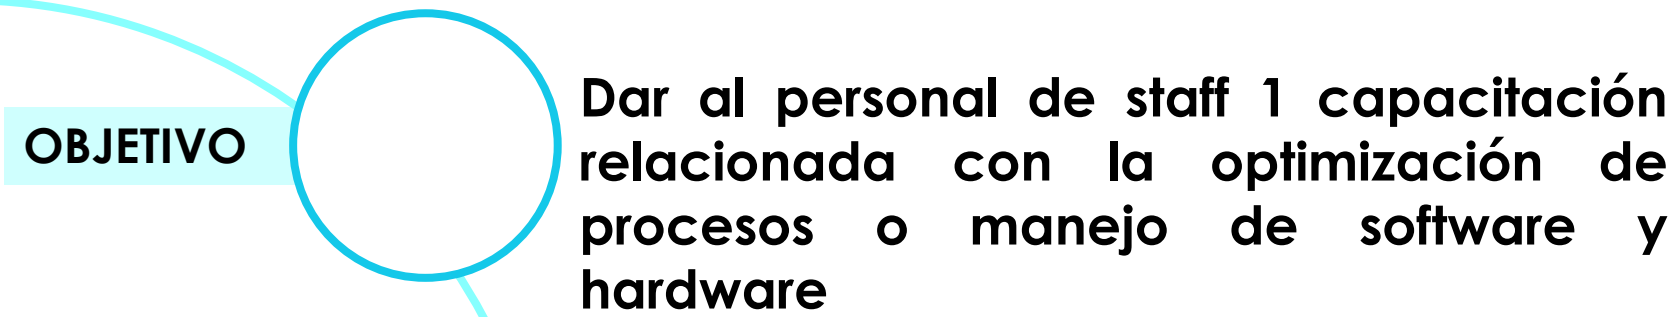 OBJETIVO
Dar al personal de staff 1 capacitación
relacionada con la optimización de
procesos o manejo de software y
hardware